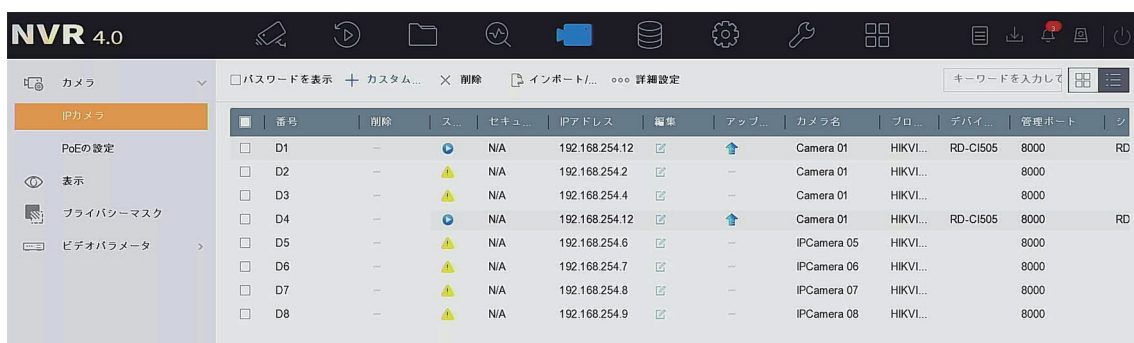 NVR 4.0
3
カメラ
パスワードを表示 + カスタム... × 削除 インポート/... 詳細設定 キーワードを入力して
IPカメラ
番号 削除 ス... セキュ... IPアドレス 編集 アップ... カメラ名 プロ... デバイ... 管理ポート シ
PoEの設定
D1 — N/A 192.168.254.12 Camera 01 HIKVI... RD-CI505 8000 RD
表示
D2 — N/A 192.168.254.2 — Camera 01 HIKVI... 8000
D3 — N/A 192.168.254.4 — Camera 01 HIKVI... 8000
プライバシーマスク
D4 — N/A 192.168.254.12 Camera 01 HIKVI... RD-CI505 8000 RD
ビデオパラメータ
D5 — N/A 192.168.254.6 — IPCamera 05 HIKVI... 8000
D6 — N/A 192.168.254.7 — IPCamera 06 HIKVI... 8000
D7 — N/A 192.168.254.8 — IPCamera 07 HIKVI... 8000
D8 — N/A 192.168.254.9 — IPCamera 08 HIKVI... 8000